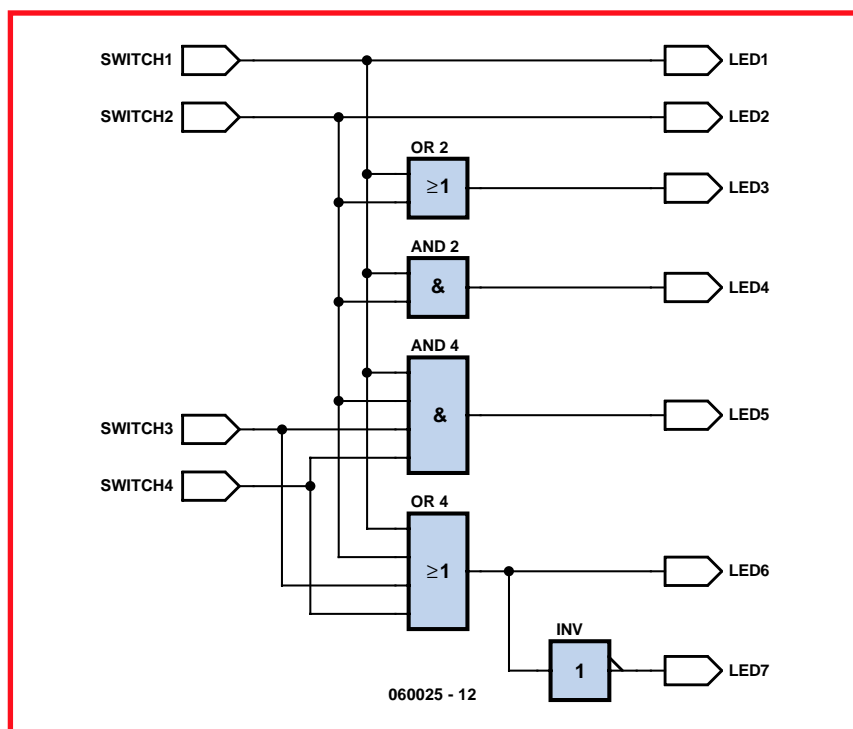 SWITCH1
LED1
SWITCH2
LED2
OR 2
≥1
LED3
AND 2
&
LED4
AND 4
&
SWITCH3
LED5
SWITCH4
OR 4
≥1
LED6
INV
1
LED7
060025 - 12